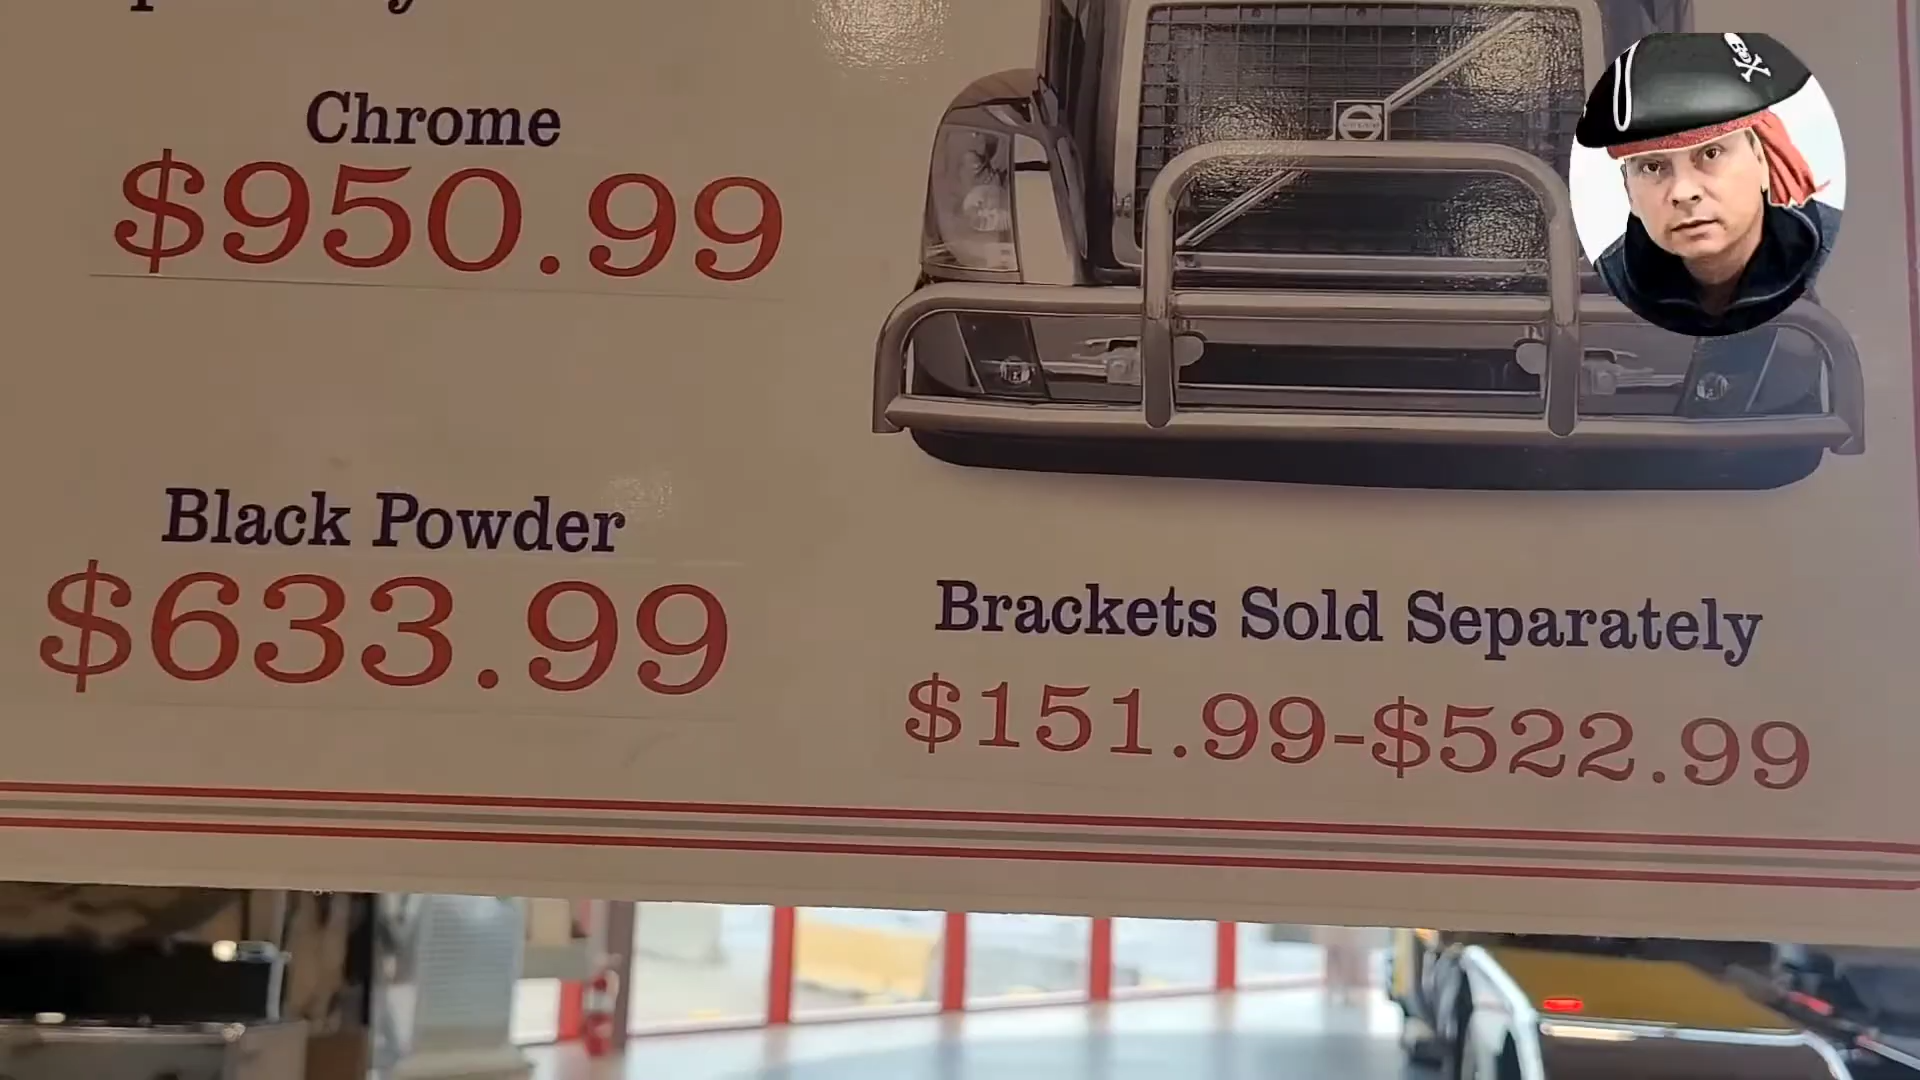 Chrome
$950.99
Black Powder
$633.99
Brackets Sold Separately
$151.99-$522.99